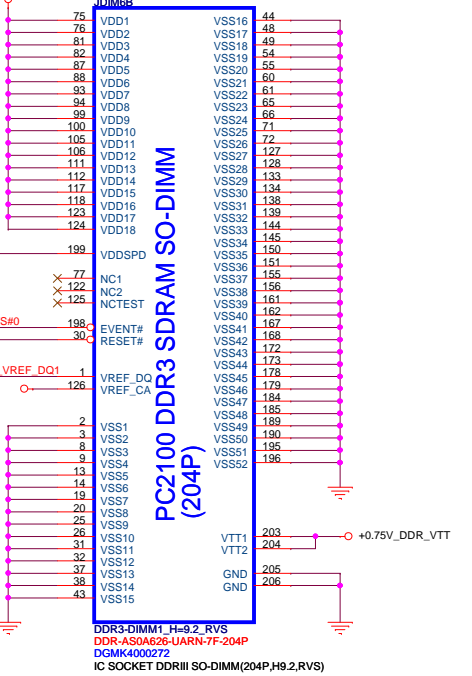 JDIM6B
75 VDD1
76 VDD2
81 VDD3
82 VDD4
87 VDD5
88 VDD6
93 VDD7
94 VDD8
99 VDD9
100 VDD10
105 VDD11
106 VDD12
111 VDD13
112 VDD14
117 VDD15
118 VDD16
123 VDD17
124 VDD18
199 VDDSPD
77 NC1
122 NC2
125 NCTEST
S#0 198 EVENT#
30 RESET#
VREF_DQ1 1 VREF_DQ
126 VREF_CA
2 VSS1
3 VSS2
8 VSS3
9 VSS4
13 VSS5
14 VSS6
19 VSS7
20 VSS8
25 VSS9
26 VSS10
31 VSS11
32 VSS12
37 VSS13
38 VSS14
43 VSS15
PC2100 DDR3 SDRAM SO-DIMM
(204P)
VSS16 44
VSS17 48
VSS18 49
VSS19 54
VSS20 55
VSS21 60
VSS22 61
VSS23 65
VSS24 66
VSS25 71
VSS26 72
VSS27 127
VSS28 128
VSS29 133
VSS30 134
VSS31 138
VSS32 139
VSS33 144
VSS34 145
VSS35 150
VSS36 151
VSS37 155
VSS38 156
VSS39 161
VSS40 162
VSS41 167
VSS42 168
VSS43 172
VSS44 173
VSS45 178
VSS46 179
VSS47 184
VSS48 185
VSS49 189
VSS50 190
VSS51 195
VSS52 196
VTT1 203 +0.75V_DDR_VTT
VTT2 204
GND 205
GND 206
DDR3-DIMM1_H=9.2_RVS
DDR-AS0A626-UARN-7F-204P
DGMK4000272
IC SOCKET DDRIII SO-DIMM(204P,H9.2,RVS)